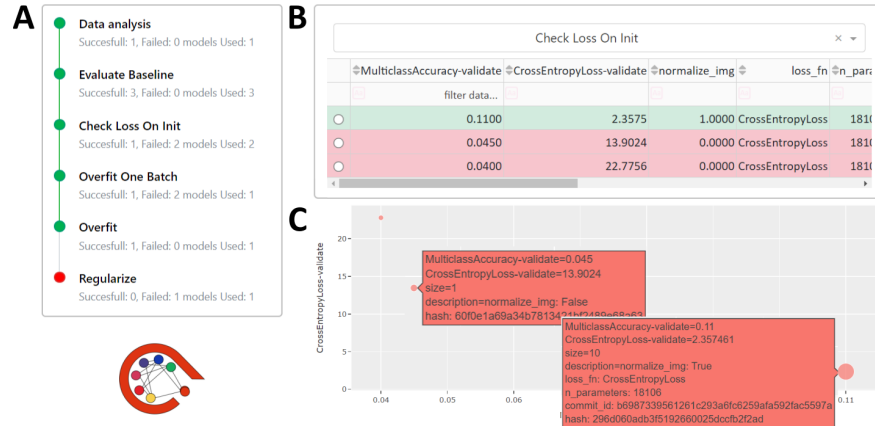 A
Data analysis
Succesfull: 1, Failed: 0 models Used: 1
Evaluate Baseline
Succesfull: 3, Failed: 0 models Used: 3
Check Loss On Init
Succesfull: 1, Failed: 2 models Used: 2
Overfit One Batch
Succesfull: 1, Failed: 2 models Used: 1
Overfit
Succesfull: 1, Failed: 0 models Used: 1
Regularize
Succesfull: 0, Failed: 1 models Used: 1
B
Check Loss On Init
MulticlassAccuracy-validate CrossEntropyLoss-validate normalize_img loss_fn n_para
filter data...
0.1100 2.3575 1.0000 CrossEntropyLoss 1810
0.0450 13.9024 0.0000 CrossEntropyLoss 1810
0.0400 22.7756 0.0000 CrossEntropyLoss 1810
C
CrossEntropyLoss-validate
20
15
10
5
0
0.04 0.05 0.06 0.11
MulticlassAccuracy-validate=0.045
CrossEntropyLoss-validate=13.9024
size=1
description=normalize_img: False
MulticlassAccuracy-validate=0.11
CrossEntropyLoss-validate=2.357461
size=10
description=normalize_img: True
loss_fn: CrossEntropyLoss
n_parameters: 18106
commit_id: b6987339561261c293a6fc6259afa592fac5597a
hash: 296d060adb3f5192660025dccfb2f2ad